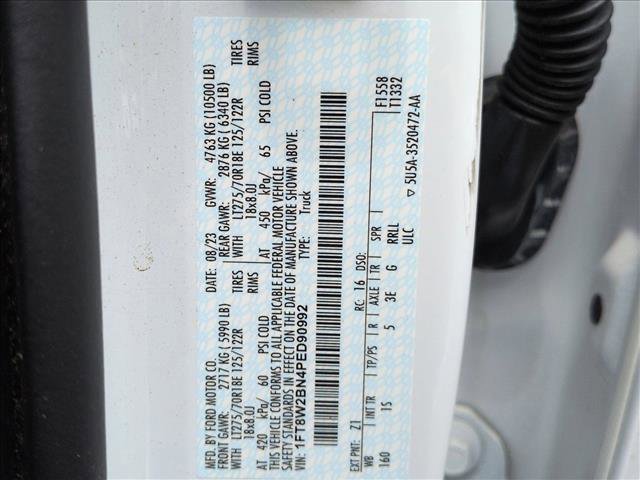 MFD. BY FORD MOTOR CO. DATE: 08/23 GVWR: 4763 KG (10500 LB)
FRONT GAWR: 2717 KG (5990 LB) REAR GAWR: 2876 KG (6340 LB)
WITH LT275/70R18E 125/122R TIRES WITH LT275/70R18E 125/122R TIRES
18x8.0J RIMS 18x8.0J RIMS
AT 420 kPa/ 60 PSI COLD AT 450 kPa/ 65 PSI COLD
THIS VEHICLE CONFORMS TO ALL APPLICABLE FEDERAL MOTOR VEHICLE
SAFETY STANDARDS IN EFFECT ON THE DATE OF MANUFACTURE SHOWN ABOVE.
VIN: 1FT8W2BN4PED90992 TYPE: Truck
F1558
T1332
EXT PNT: Z1 RC: 16 DSO:
WB INT TR TP/PS R AXLE TR SPR
160 1S 5 3E G RRLL
ULC
▽ 5U5A-3520472-AA